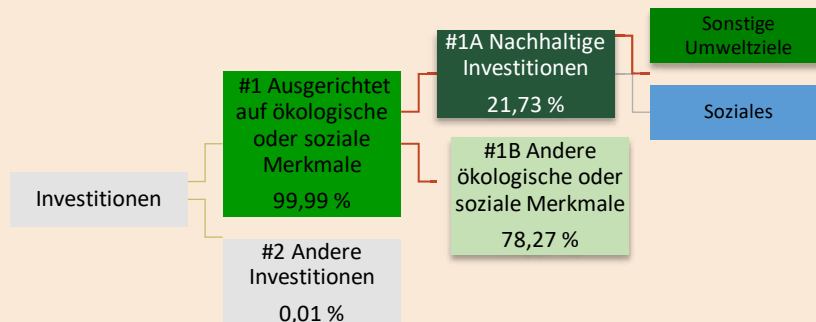 Investitionen
#1 Ausgerichtet
auf ökologische
oder soziale
Merkmale
99,99 %
#2 Andere
Investitionen
0,01 %
#1A Nachhaltige
Investitionen
21,73 %
#1B Andere
ökologische oder
soziale Merkmale
78,27 %
Sonstige
Umweltziele
Soziales